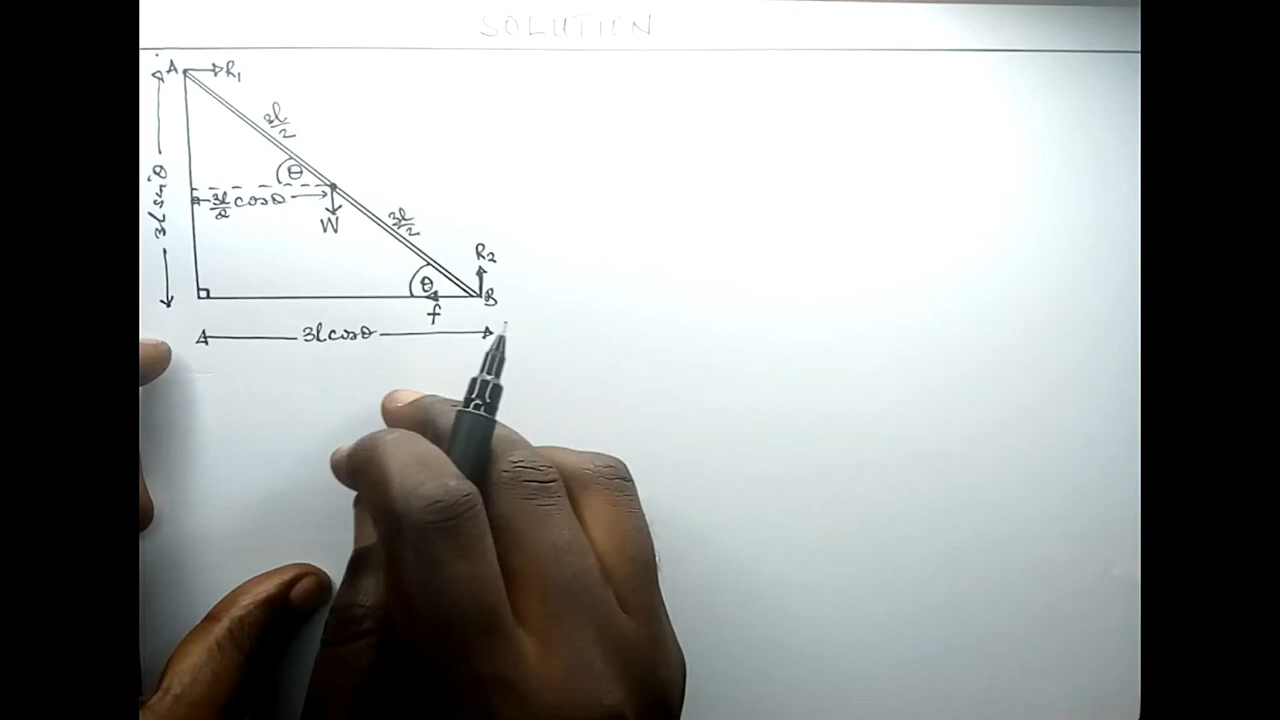 SOLUTION
A R₁
3l/2
θ
3l sinθ
3l/2 cosθ
W
3l/2
R₂
θ
B
f
3l cosθ